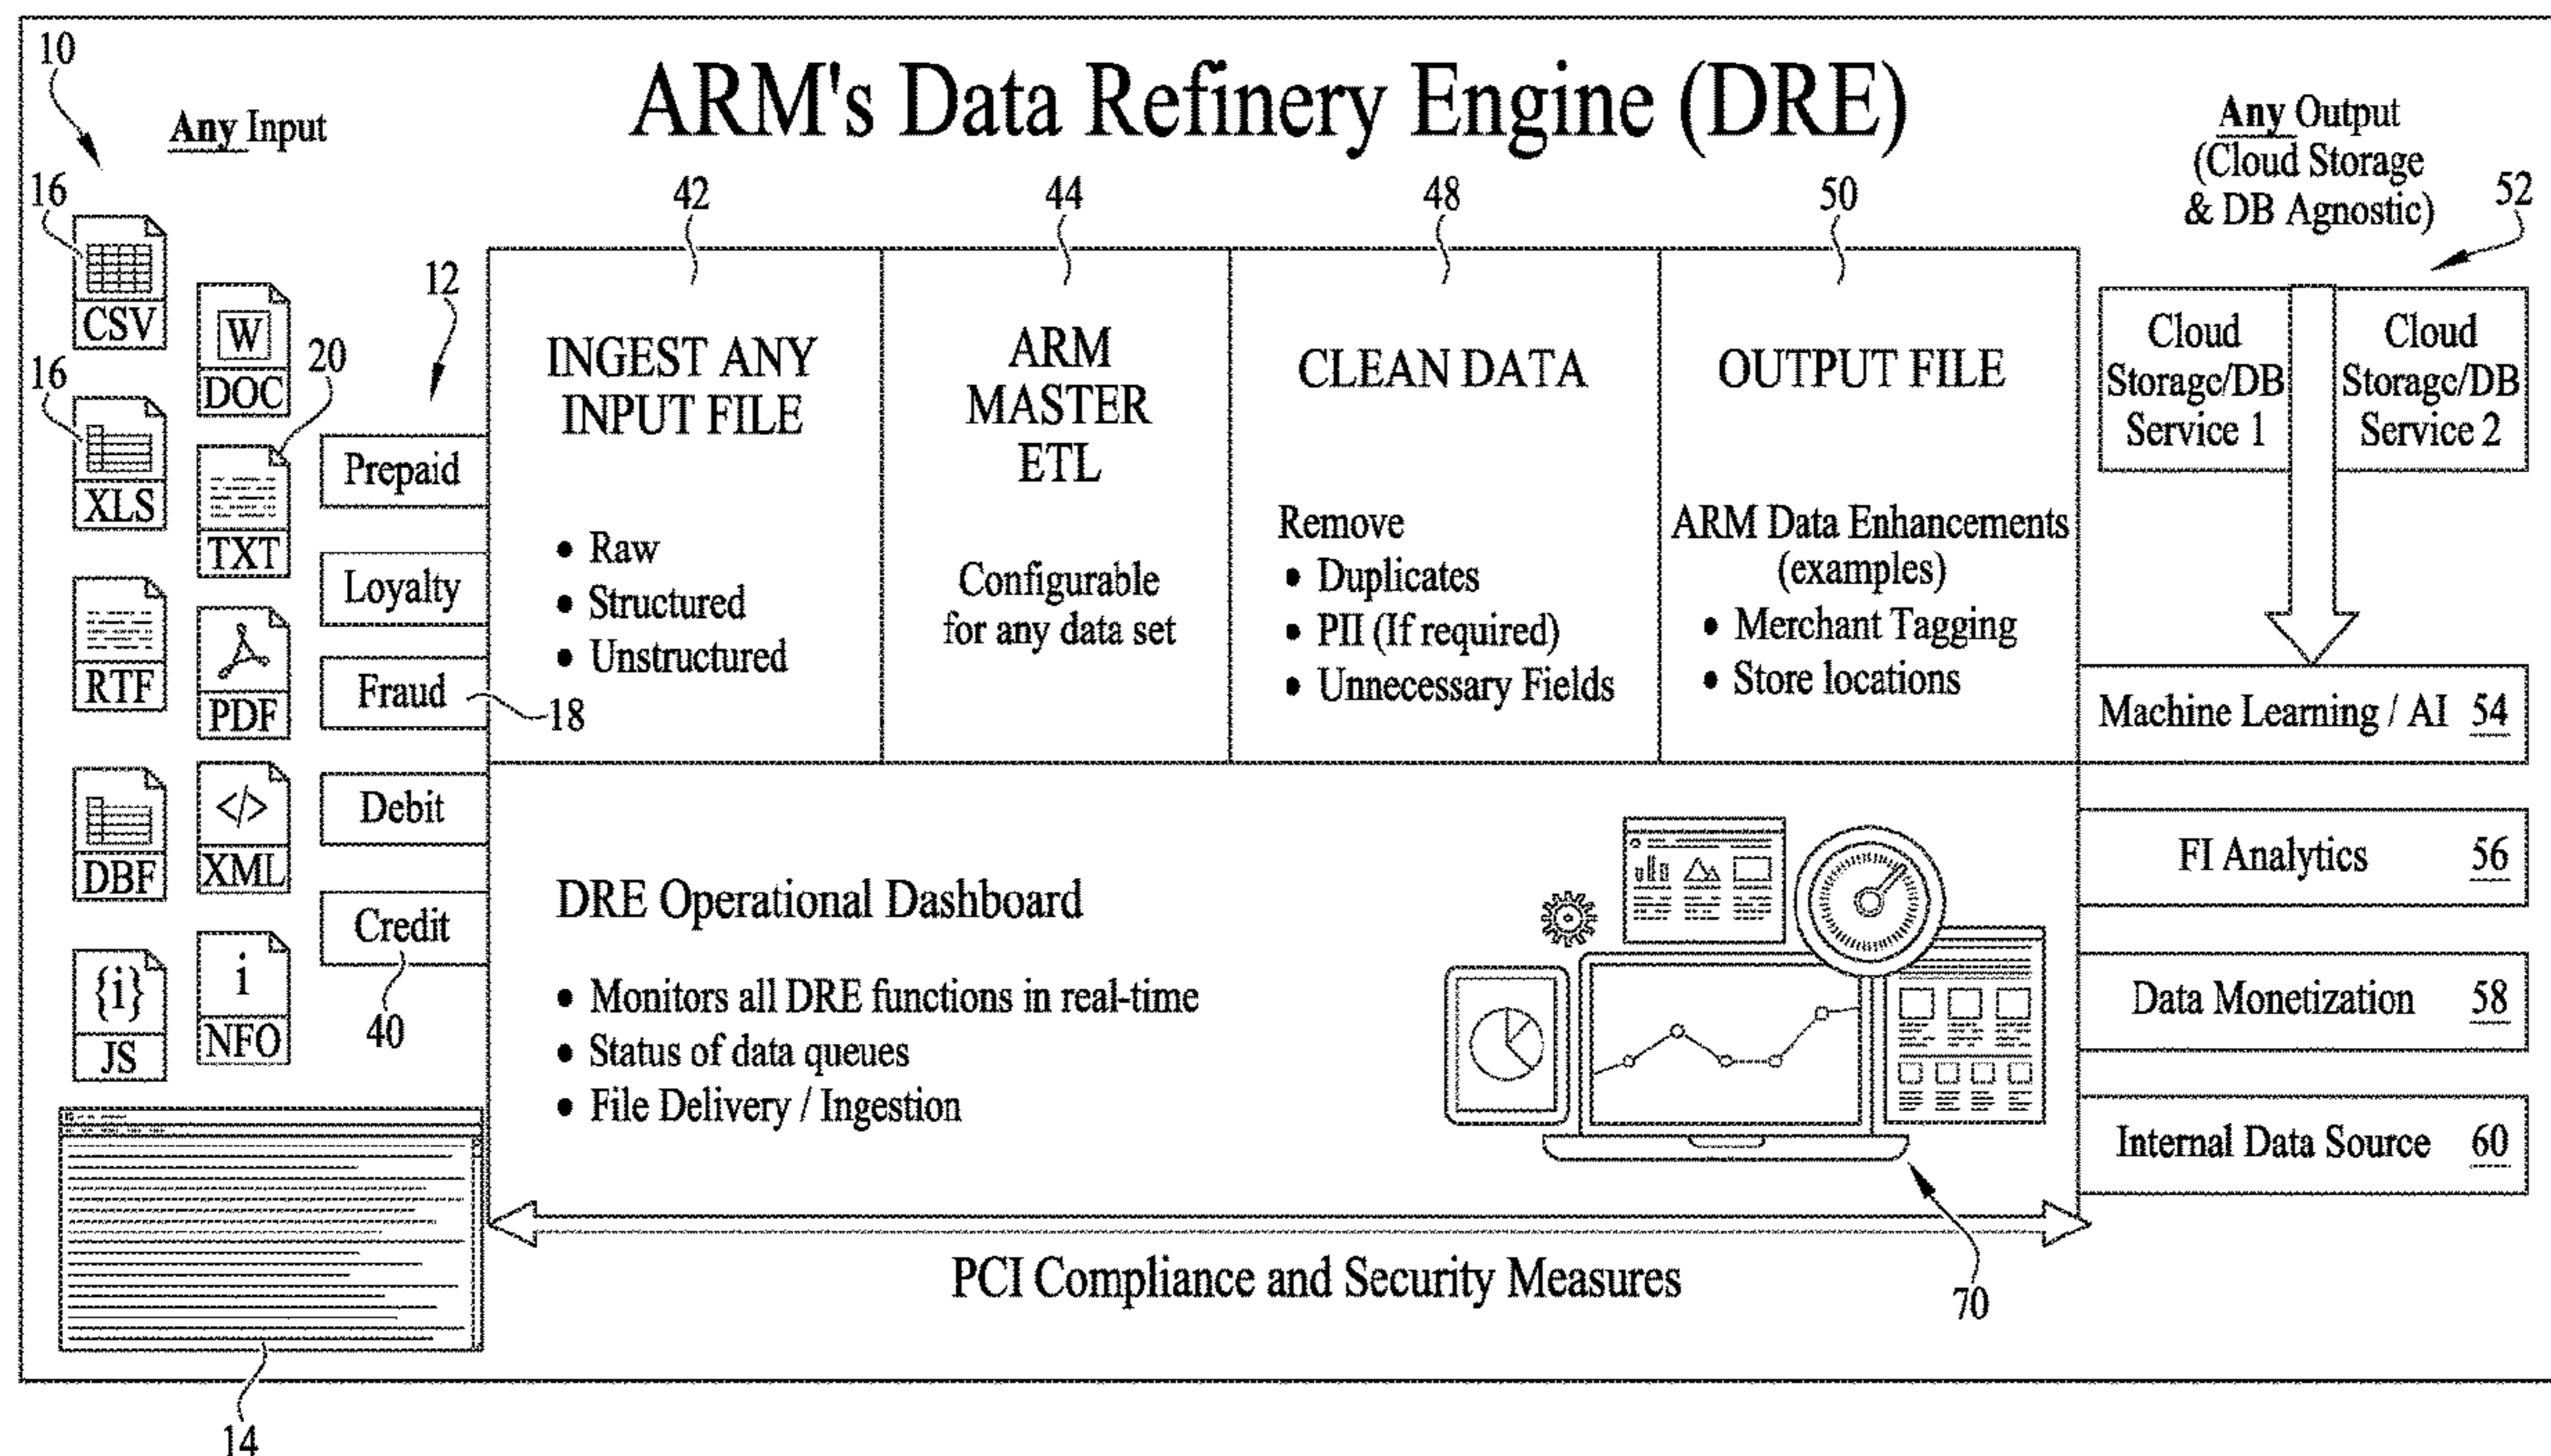 ARM's Data Refinery Engine (DRE)
10
Any Input
16
CSV
16
XLS
RTF
DBF
{i}
JS
W
DOC
20
TXT
PDF
</>
XML
i
NFO
14
12
Prepaid
Loyalty
Fraud
18
Debit
Credit
40
42
INGEST ANY
INPUT FILE
• Raw
• Structured
• Unstructured
44
ARM
MASTER
ETL
Configurable
for any data set
48
CLEAN DATA
Remove
• Duplicates
• PII (If required)
• Unnecessary Fields
50
OUTPUT FILE
ARM Data Enhancements
(examples)
• Merchant Tagging
• Store locations
DRE Operational Dashboard
• Monitors all DRE functions in real-time
• Status of data queues
• File Delivery / Ingestion
70
PCI Compliance and Security Measures
Any Output
(Cloud Storage
& DB Agnostic)
52
Cloud
Storage/DB
Service 1
Cloud
Storage/DB
Service 2
Machine Learning / AI 54
FI Analytics 56
Data Monetization 58
Internal Data Source 60